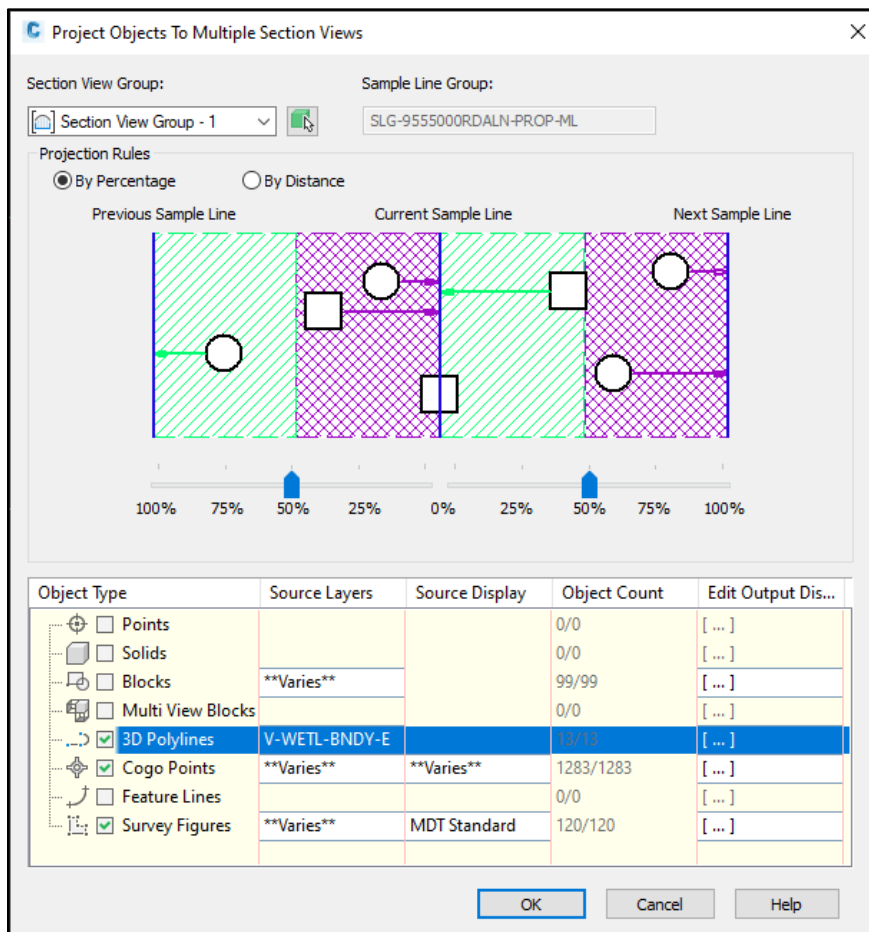 Project Objects To Multiple Section Views
Section View Group:
Sample Line Group:
Section View Group - 1
SLG-9555000RDALN-PROP-ML
Projection Rules
By Percentage
By Distance
Previous Sample Line
Current Sample Line
Next Sample Line
100% 75% 50% 25% 0% 25% 50% 75% 100%
Object Type Source Layers Source Display Object Count Edit Output Dis...
Points 0/0 [ ... ]
Solids 0/0 [ ... ]
Blocks **Varies** 99/99 [ ... ]
Multi View Blocks 0/0 [ ... ]
3D Polylines V-WETL-BNDY-E 13/13 [ ... ]
Cogo Points **Varies** **Varies** 1283/1283 [ ... ]
Feature Lines 0/0 [ ... ]
Survey Figures **Varies** MDT Standard 120/120 [ ... ]
OK Cancel Help